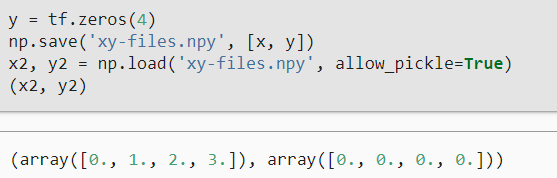 y = tf.zeros(4)
np.save('xy-files.npy', [x, y])
x2, y2 = np.load('xy-files.npy', allow_pickle=True)
(x2, y2)
(array([0., 1., 2., 3.]), array([0., 0., 0., 0.]))